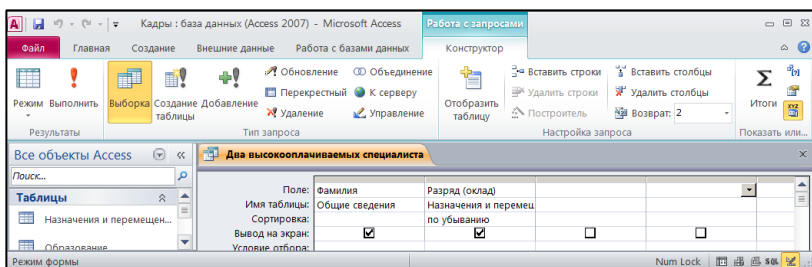 A Кадры : база данных (Access 2007) - Microsoft Access Работа с запросами
Файл Главная Создание Внешние данные Работа с базами данных Конструктор
Режим Выполнить Выборка Создание таблицы Добавление
Обновление Объединение
Перекрестный К серверу
Удаление Управление
Отобразить таблицу
Вставить строки Вставить столбцы
Удалить строки Удалить столбцы
Построитель Возврат: 2
Σ Итоги XYZ
Результаты Тип запроса Настройка запроса Показать или...
Все объекты Access « Два высокооплачиваемых специалиста
Поиск...
Таблицы
Назначения и перемещен...
Образование
Поле: Фамилия Разряд (оклад)
Имя таблицы: Общие сведения Назначения и перемещ
Сортировка: по убыванию
Вывод на экран:
Условие отбора:
Режим формы Num Lock SQL